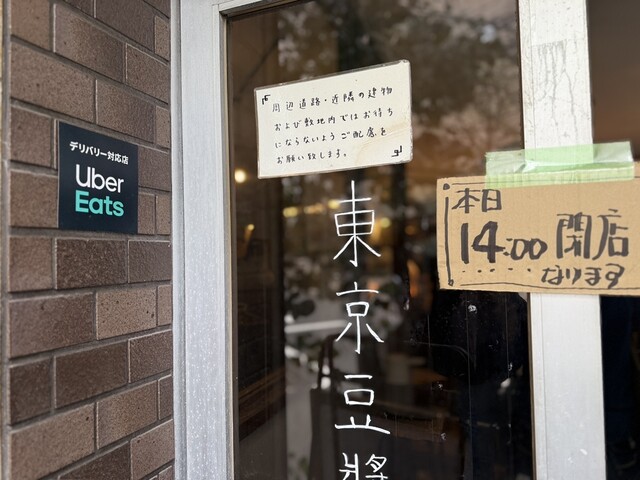 デリバリー対応店
Uber
Eats
周辺道路・近隣の建物
および敷地内ではお待ち
にならないようご配慮を
お願い致します。
東京豆漿
本日
14:00 閉店
なります